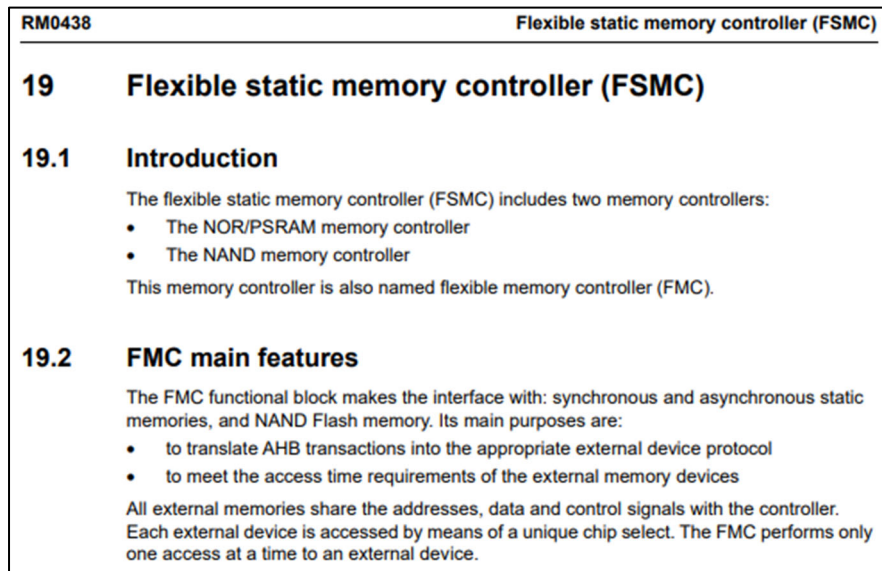 RM0438 Flexible static memory controller (FSMC)
19 Flexible static memory controller (FSMC)
19.1 Introduction
The flexible static memory controller (FSMC) includes two memory controllers:
• The NOR/PSRAM memory controller
• The NAND memory controller
This memory controller is also named flexible memory controller (FMC).
19.2 FMC main features
The FMC functional block makes the interface with: synchronous and asynchronous static
memories, and NAND Flash memory. Its main purposes are:
• to translate AHB transactions into the appropriate external device protocol
• to meet the access time requirements of the external memory devices
All external memories share the addresses, data and control signals with the controller.
Each external device is accessed by means of a unique chip select. The FMC performs only
one access at a time to an external device.